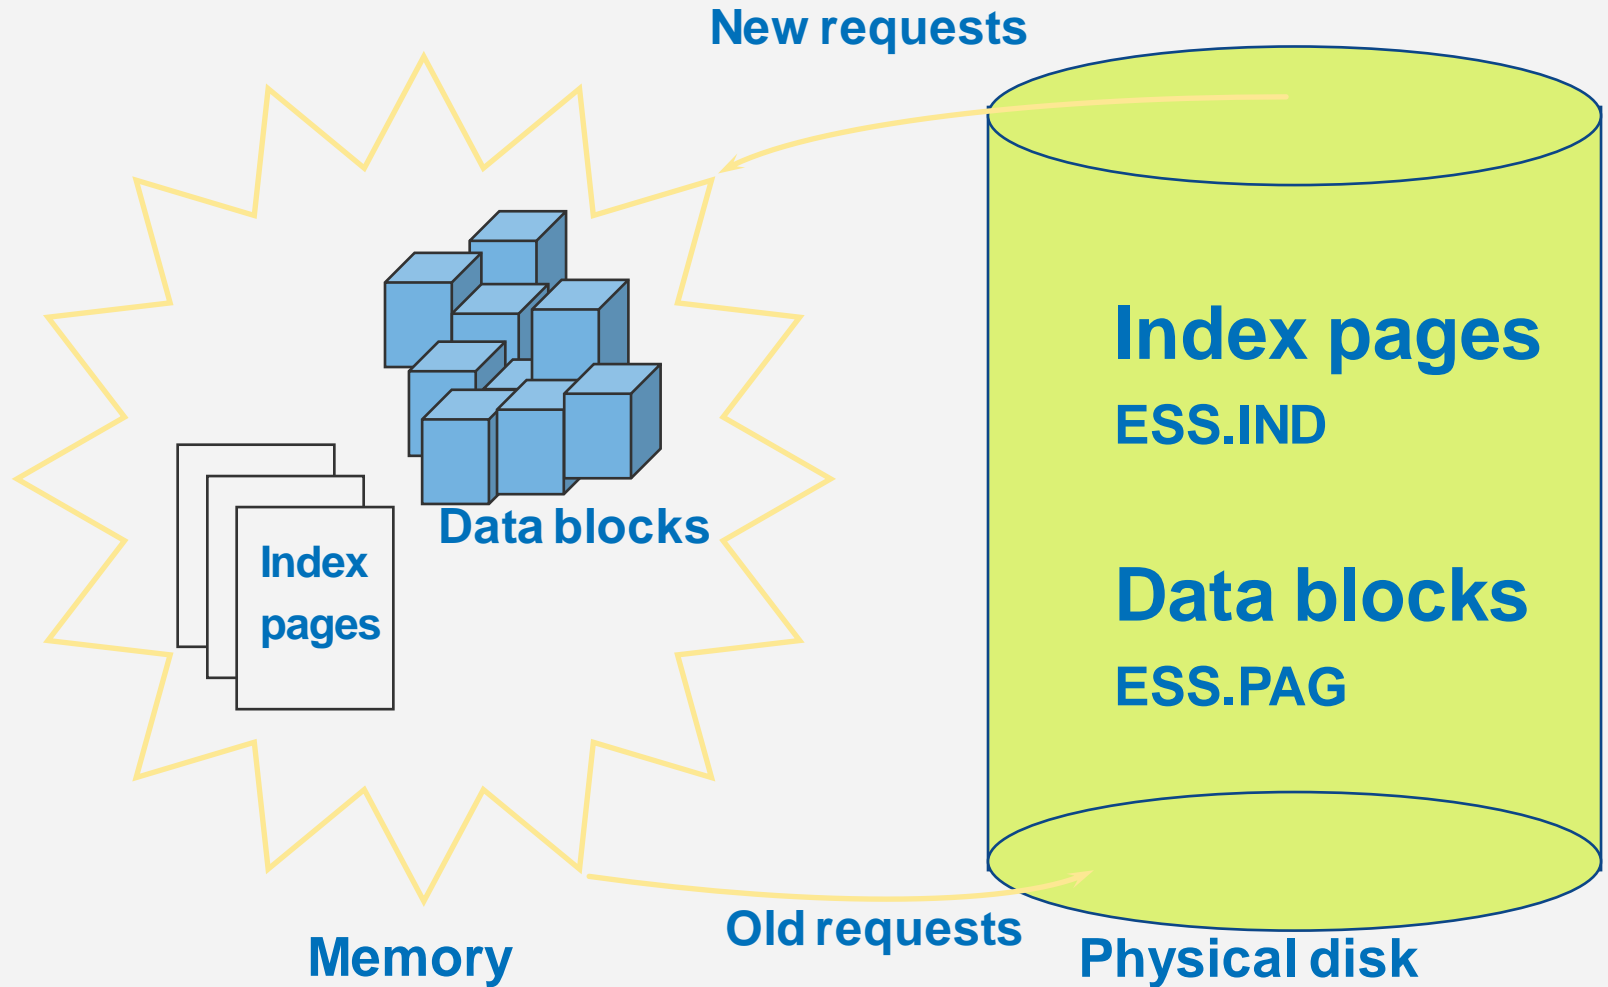 New requests
Index pages
ESS.IND
Data blocks
Index
pages
Data blocks
ESS.PAG
Old requests
Memory
Physical disk